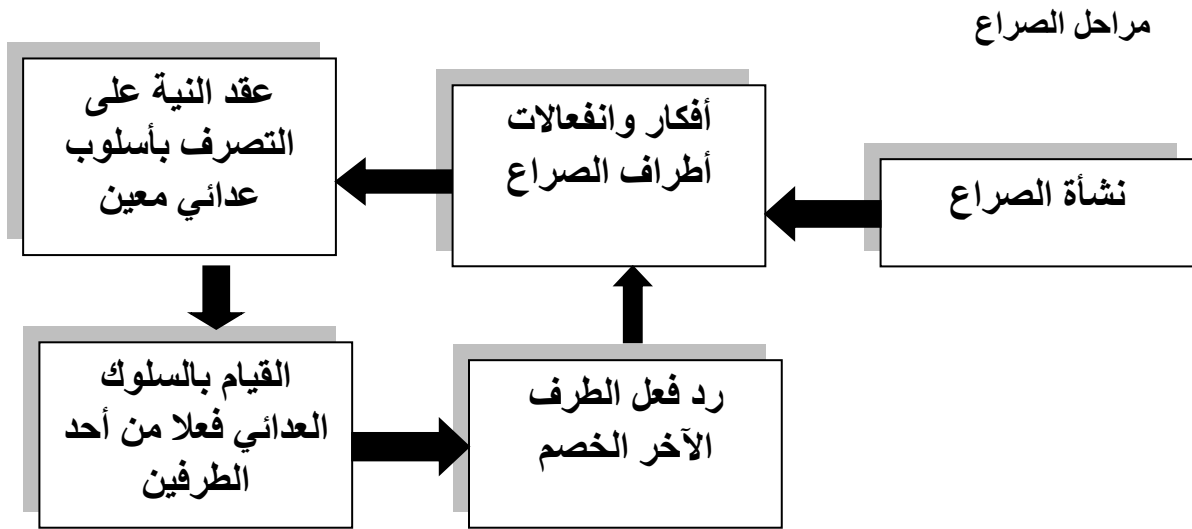 مراحل الصراع
نشأة الصراع
أفكار وانفعالات
أطراف الصراع
عقد النية على
التصرف بأسلوب
عدائي معين
القيام بالسلوك
العدائي فعلا من أحد
الطرفين
رد فعل الطرف
الآخر الخصم